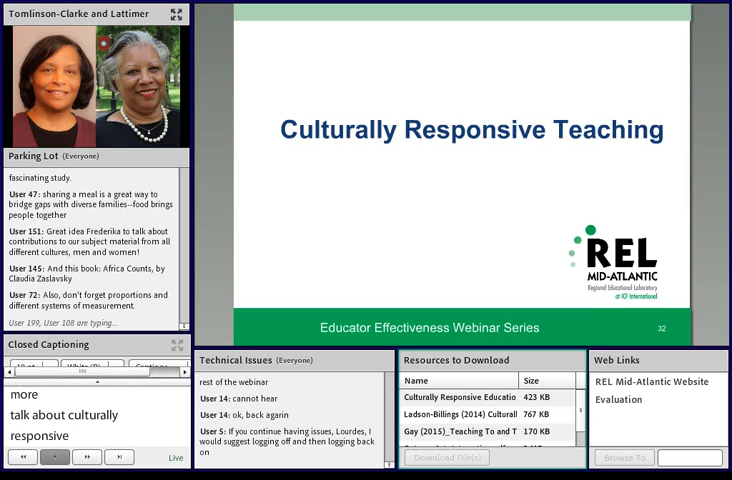 Tomlinson-Clarke and Lattimer
Culturally Responsive Teaching
REL
MID-ATLANTIC
Regional Educational Laboratory
at ICF International
Educator Effectiveness Webinar Series
32
Parking Lot (Everyone)
fascinating study.
User 47: sharing a meal is a great way to
bridge gaps with diverse families--food brings
people together
User 151: Great idea Frederika to talk about
contributions to our subject material from all
different cultures, men and women!
User 145: And this book: Africa Counts, by
Claudia Zaslavsky
User 72: Also, don't forget proportions and
different systems of measurement.
User 199, User 108 are typing...
Closed Captioning
more
talk about culturally
responsive
Live
Technical Issues (Everyone)
rest of the webinar
User 14: cannot hear
User 14: ok, back agarin
User 5: If you continue having issues, Lourdes, I
would suggest logging off and then logging back
on
Resources to Download
Name Size
Culturally Responsive Educatio 423 KB
Ladson-Billings (2014) Culturall 767 KB
Gay (2015)_Teaching To and T 170 KB
Download File(s)
Web Links
REL Mid-Atlantic Website
Evaluation
Browse To